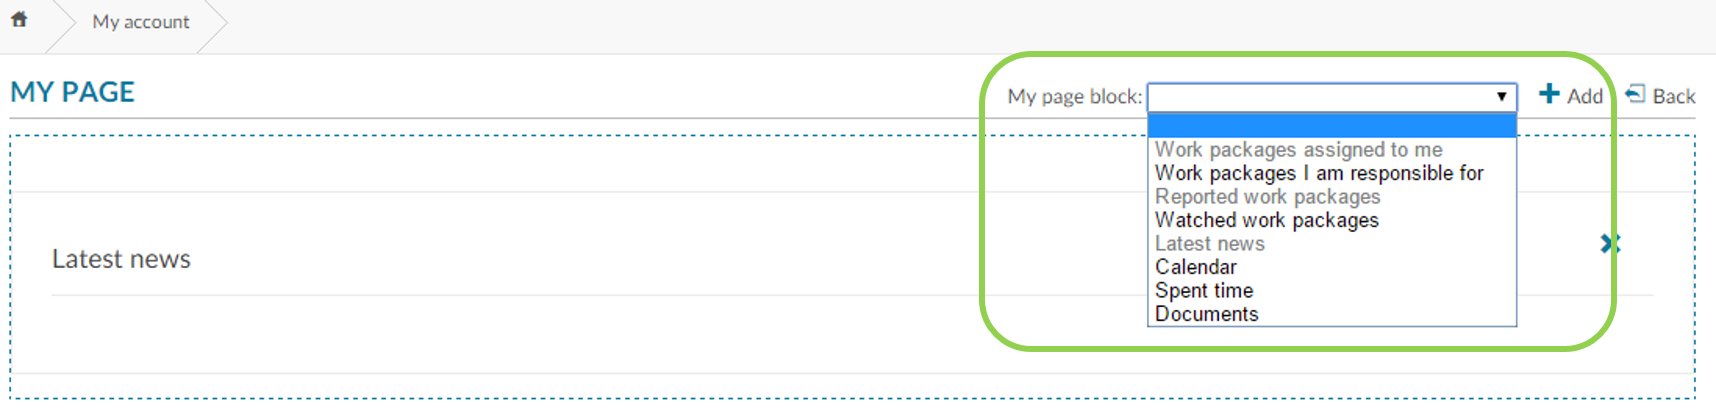 My account
MY PAGE
My page block:
Add
Back
Work packages assigned to me
Work packages I am responsible for
Reported work packages
Watched work packages
Latest news
Calendar
Spent time
Documents
Latest news